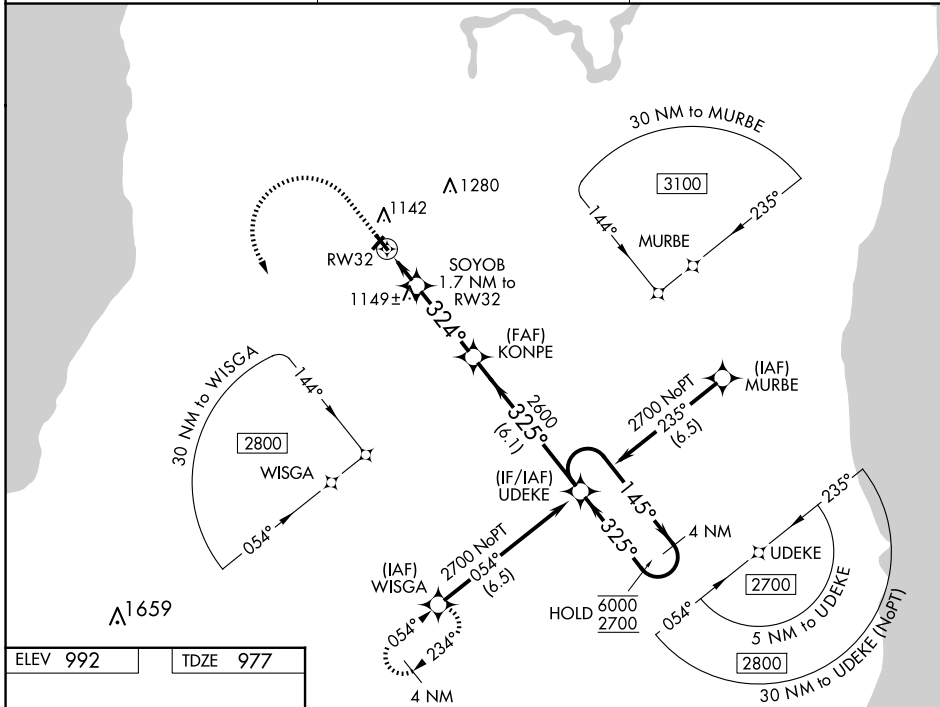 30 NM to MURBE
3100
144°
235°
MURBE
1280
1142
RW32
SOYOB
1.7 NM to
RW32
1149±
324°
(FAF)
KONPE
30 NM to WISGA
144°
2800
WISGA
054°
2600
325°
(6.1)
(IAF)
MURBE
2700 NoPT
235°
(6.5)
(IF/IAF)
UDEKE
145°
325°
4 NM
HOLD
6000
2700
235°
UDEKE
2700
054°
5 NM to UDEKE
2800
30 NM to UDEKE (NoPT)
2700 NoPT
054°
(6.5)
(IAF)
WISGA
054°
234°
4 NM
1659
ELEV 992
TDZE 977